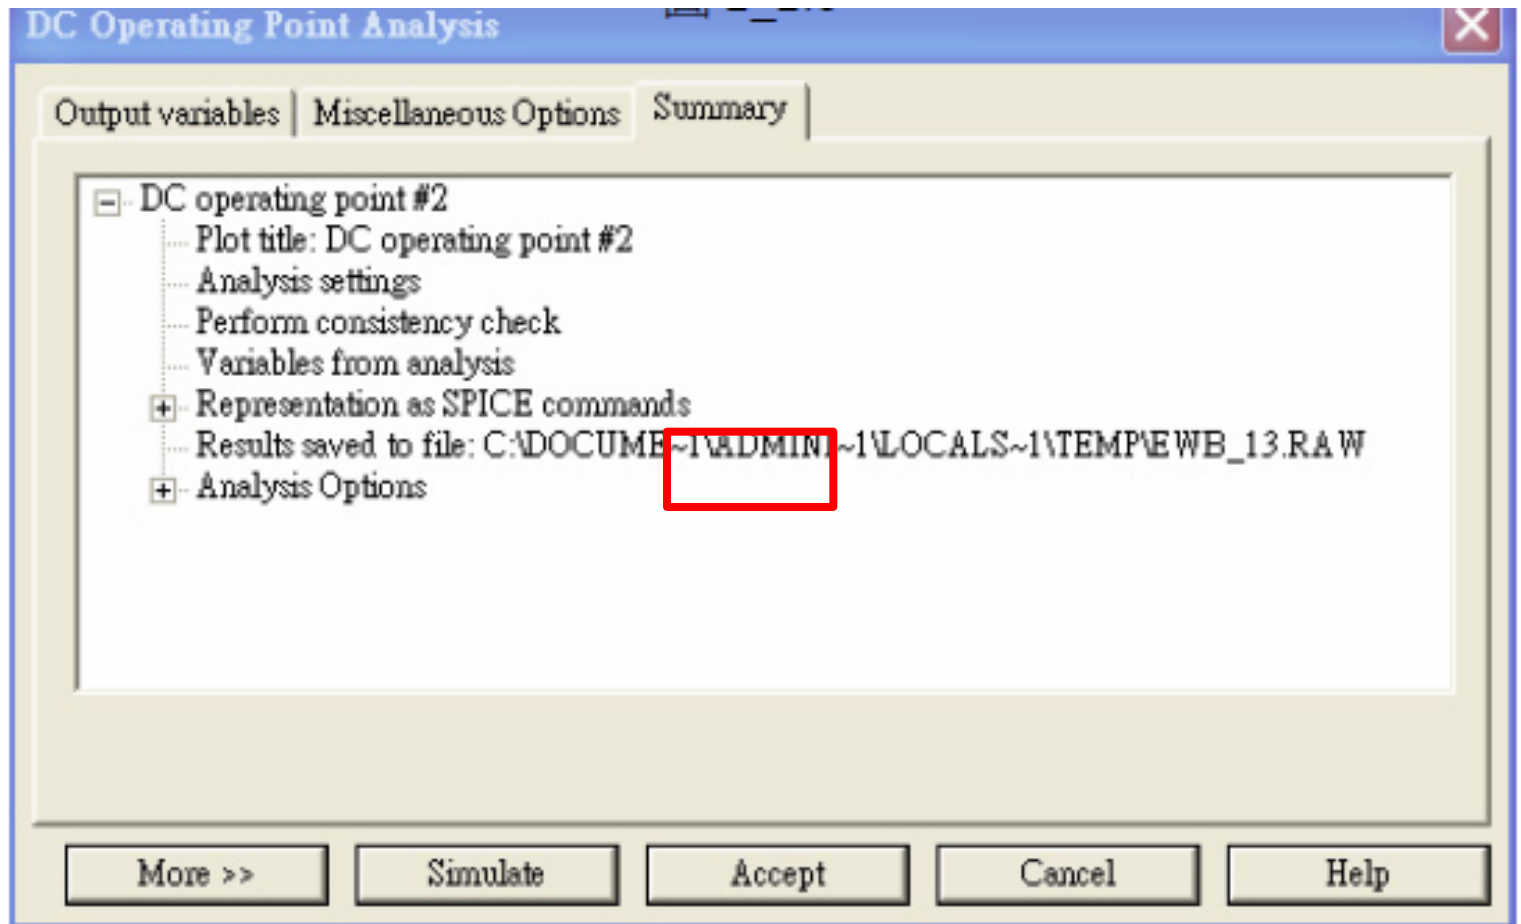 DC Operating Point Analysis
Output variables
Miscellaneous Options
Summary
DC operating point #2
Plot title: DC operating point #2
Analysis settings
Perform consistency check
Variables from analysis
Representation as SPICE commands
Results saved to file: C:\DOCUME~1\ADMINI~1\LOCALS~1\TEMP\EWB_13.RAW
Analysis Options
More >>
Simulate
Accept
Cancel
Help